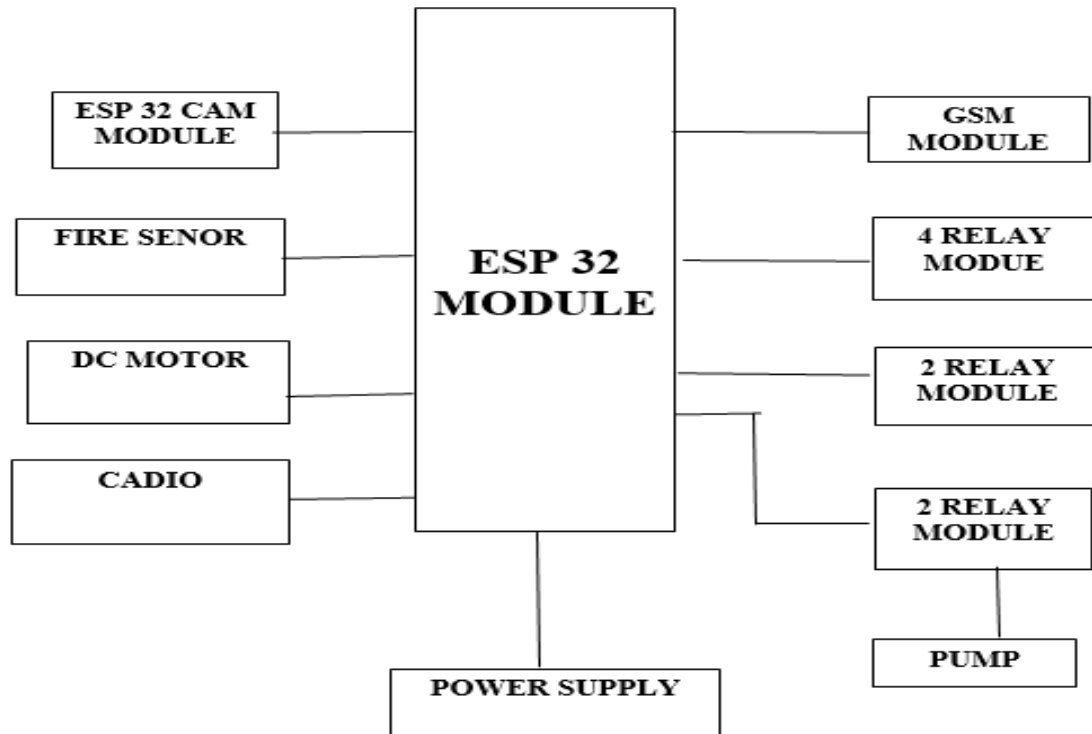 ESP 32 CAM
MODULE
FIRE SENOR
DC MOTOR
CADIO
ESP 32
MODULE
GSM
MODULE
4 RELAY
MODUE
2 RELAY
MODULE
2 RELAY
MODULE
PUMP
POWER SUPPLY